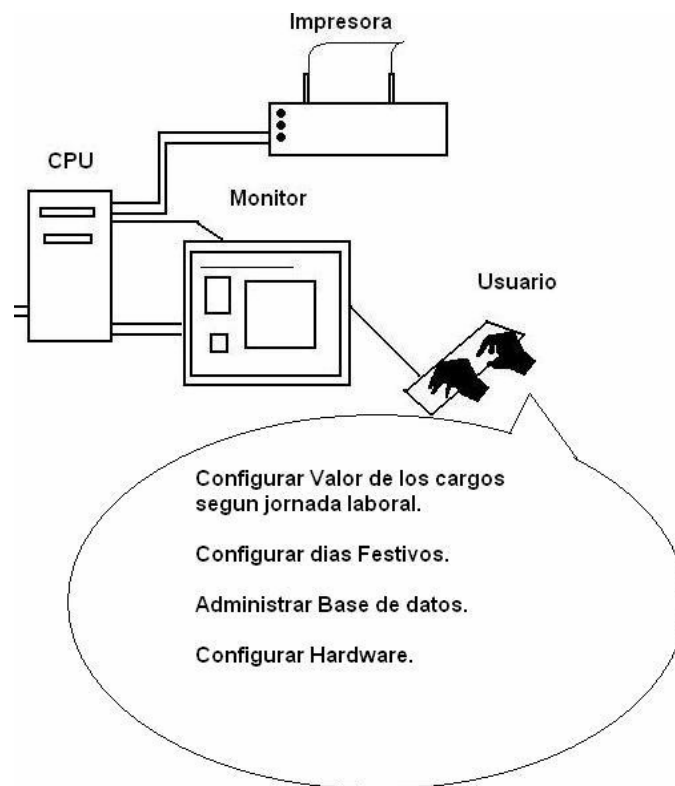 Impresora
CPU
Monitor
Usuario
Configurar Valor de los cargos
segun jornada laboral.
Configurar dias Festivos.
Administrar Base de datos.
Configurar Hardware.